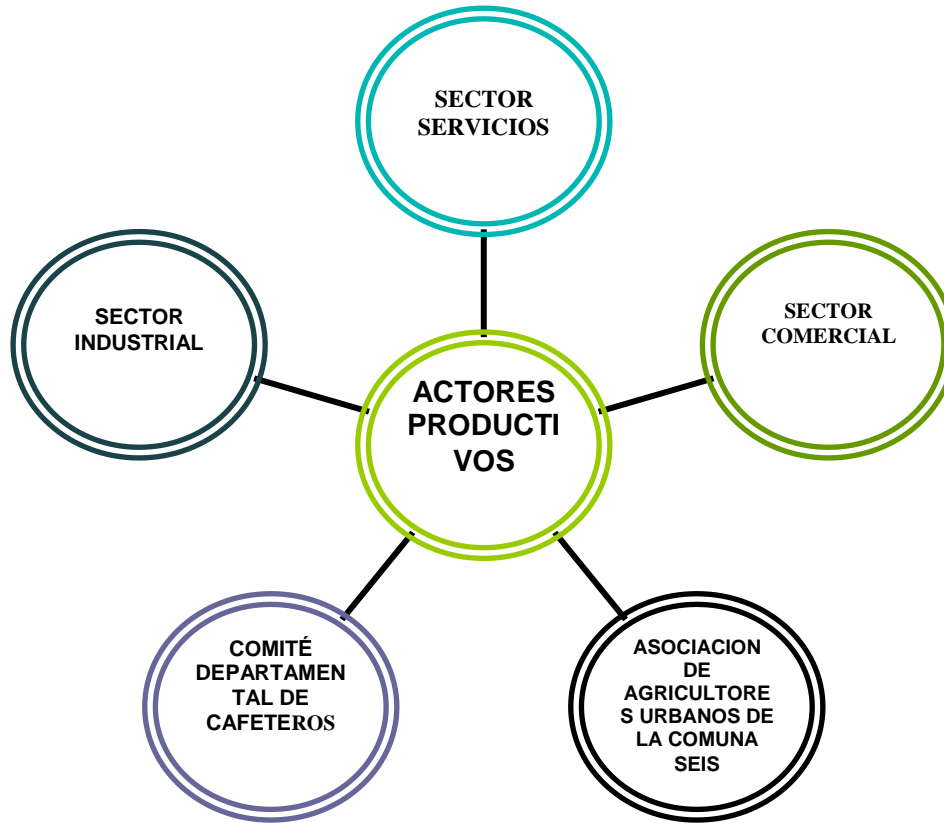 SECTOR
SERVICIOS
SECTOR
INDUSTRIAL
SECTOR
COMERCIAL
ACTORES
PRODUCTI
VOS
COMITÉ
DEPARTAMEN
TAL DE
CAFETEROS
ASOCIACION
DE
AGRICULTORE
S URBANOS DE
LA COMUNA
SEIS